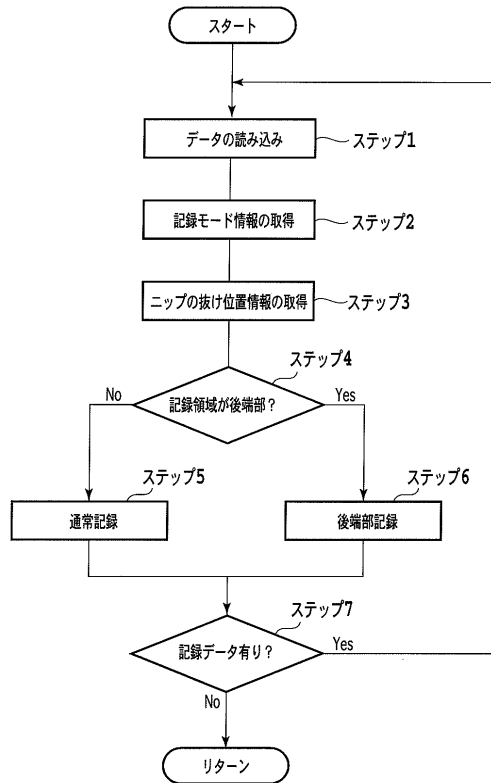 スタート
データの読み込み
ステップ1
記録モード情報の取得
ステップ2
ニップの抜け位置情報の取得
ステップ3
ステップ4
記録領域が後端部？
No
Yes
ステップ5
通常記録
ステップ6
後端部記録
ステップ7
記録データ有り？
Yes
No
リターン